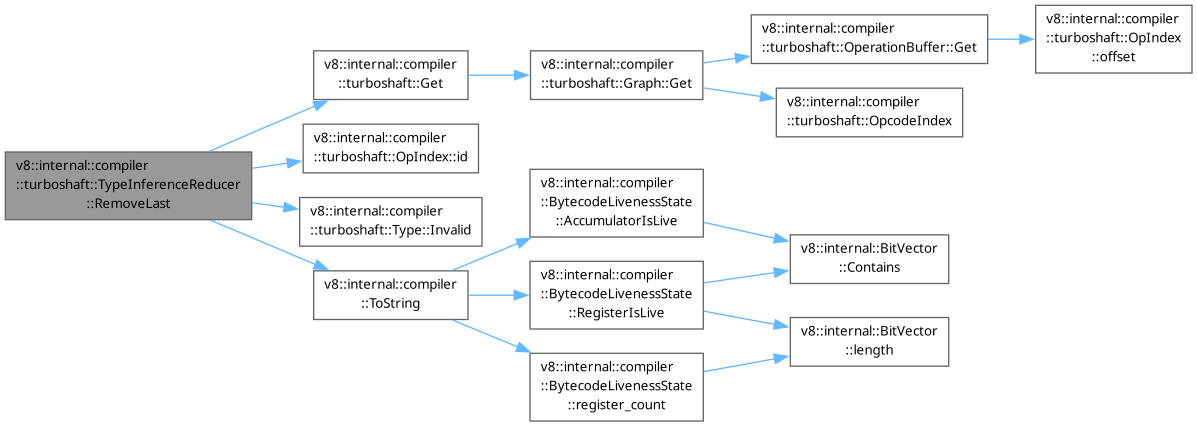 v8::internal::compiler
::turboshaft::TypeInferenceReducer
::RemoveLast
v8::internal::compiler
::turboshaft::Get
v8::internal::compiler
::turboshaft::Graph::Get
v8::internal::compiler
::turboshaft::OperationBuffer::Get
v8::internal::compiler
::turboshaft::OpIndex
::offset
v8::internal::compiler
::turboshaft::OpcodeIndex
v8::internal::compiler
::turboshaft::OpIndex::id
v8::internal::compiler
::turboshaft::Type::Invalid
v8::internal::compiler
::ToString
v8::internal::compiler
::BytecodeLivenessState
::AccumulatorIsLive
v8::internal::BitVector
::Contains
v8::internal::compiler
::BytecodeLivenessState
::RegisterIsLive
v8::internal::BitVector
::length
v8::internal::compiler
::BytecodeLivenessState
::register_count